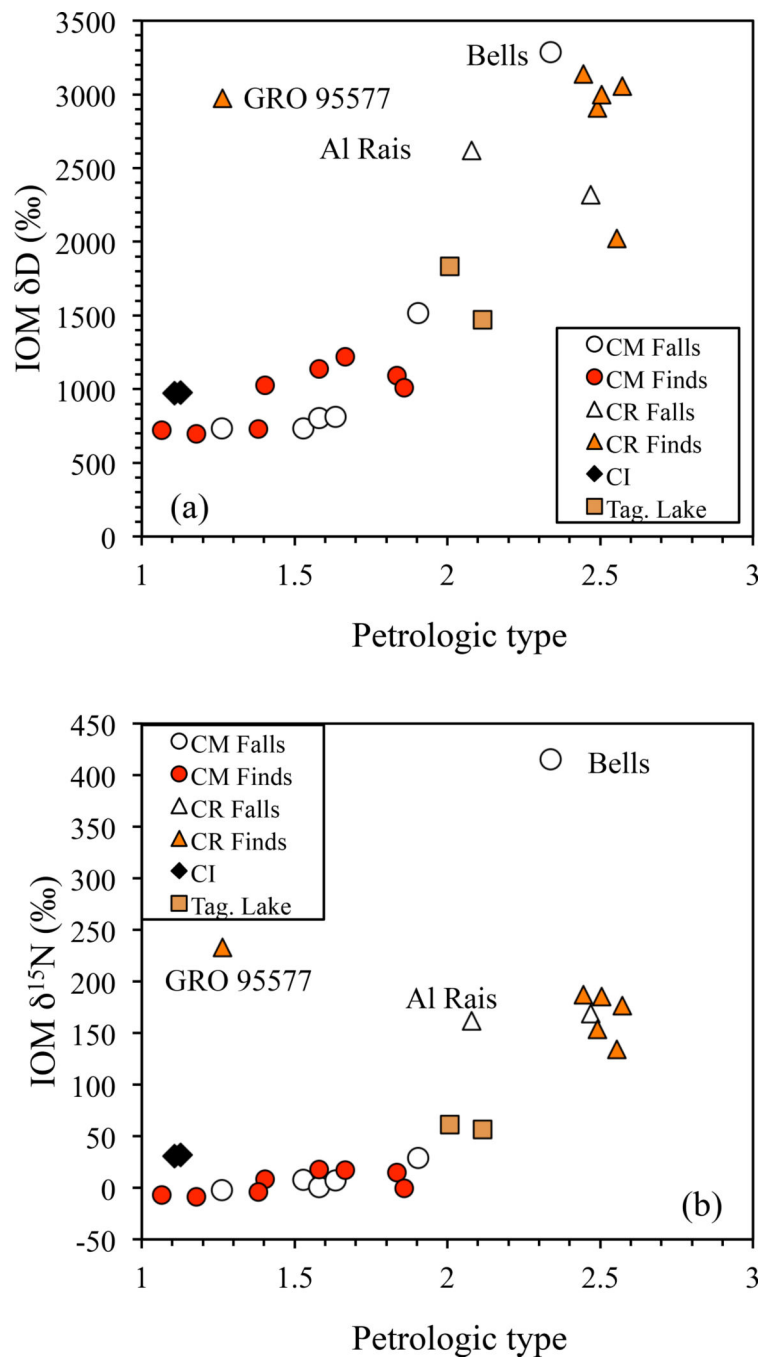 3500
3000
2500
2000
1500
1000
500
0
IOM δD (‰)
Bells
GRO 95577
Al Rais
CM Falls
CM Finds
CR Falls
CR Finds
CI
Tag. Lake
(a)
1 1.5 2 2.5 3
Petrologic type
450
400
350
300
250
200
150
100
50
0
-50
IOM δ¹⁵N (‰)
CM Falls
CM Finds
CR Falls
CR Finds
CI
Tag. Lake
Bells
GRO 95577
Al Rais
(b)
1 1.5 2 2.5 3
Petrologic type